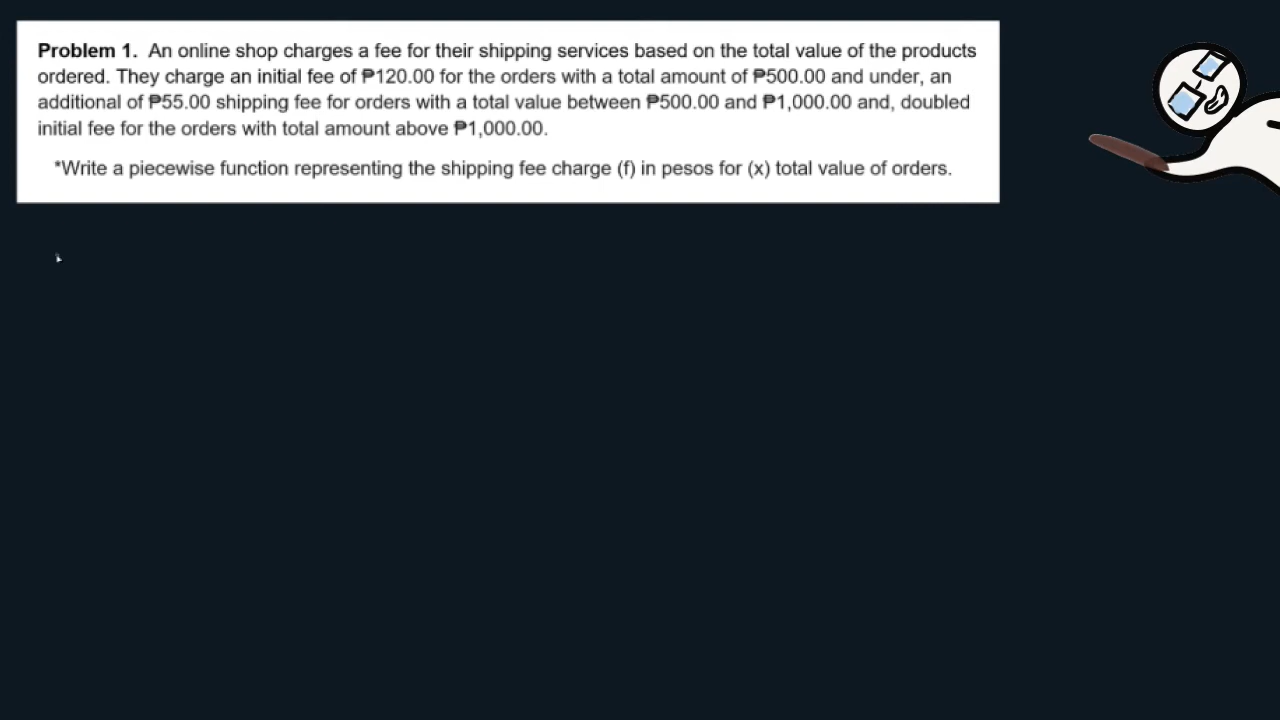 Problem 1. An online shop charges a fee for their shipping services based on the total value of the products
ordered. They charge an initial fee of ₱120.00 for the orders with a total amount of ₱500.00 and under, an
additional of ₱55.00 shipping fee for orders with a total value between ₱500.00 and ₱1,000.00 and, doubled
initial fee for the orders with total amount above ₱1,000.00.
*Write a piecewise function representing the shipping fee charge (f) in pesos for (x) total value of orders.